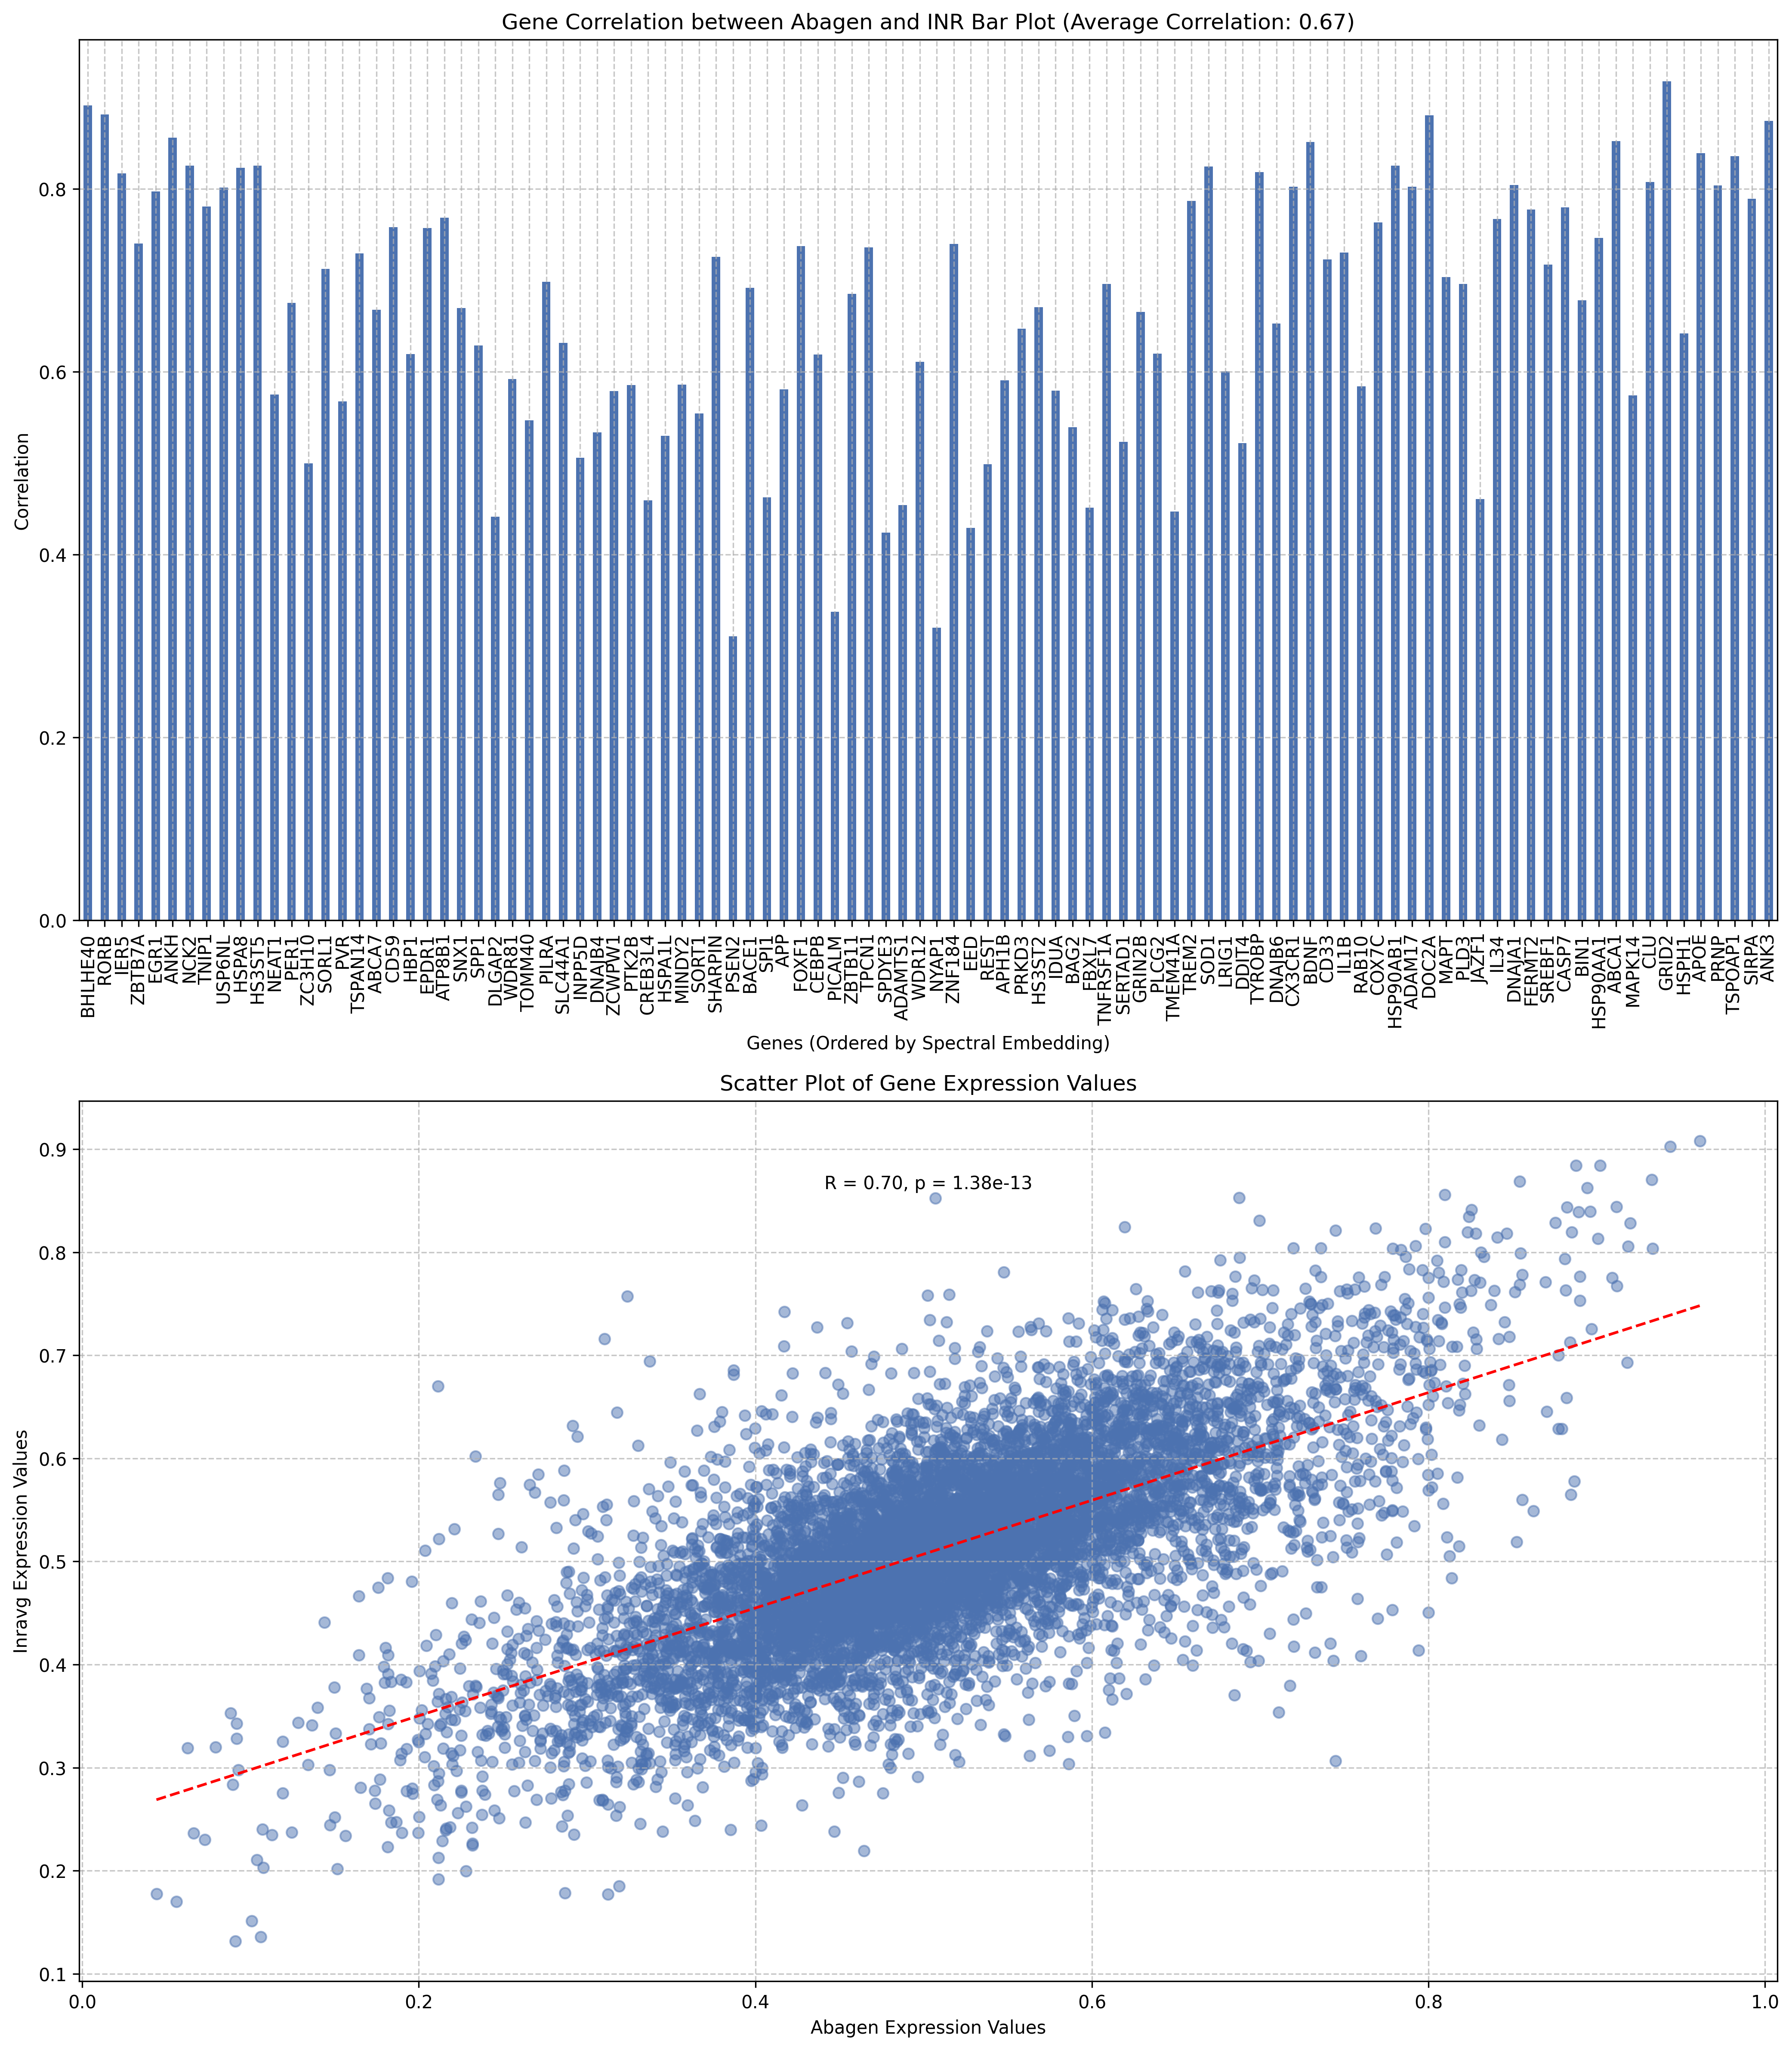 Gene Correlation between Abagen and INR Bar Plot (Average Correlation: 0.67)
Correlation
0.8
0.6
0.4
0.2
0.0
BHLHE40
RORB
IER5
ZBTB7A
EGR1
ANKH
NCK2
TNIP1
USP6NL
HSPA8
HS3ST5
NEAT1
PER1
ZC3H10
SORL1
PVR
TSPAN14
ABCA7
CD59
HBP1
EPDR1
ATP8B1
SNX1
SPP1
DLGAP2
WDR81
TOMM40
PILRA
SLC44A1
INPP5D
DNAJB4
ZCWPW1
PTK2B
CREB3L4
HSPA1L
MINDY2
SORT1
SHARPIN
PSEN2
BACE1
SPI1
APP
FOXF1
CEBPB
PICALM
ZBTB11
TPCN1
SPDYE3
ADAMTS1
WDR12
NYAP1
ZNF184
EED
REST
APH1B
PRKD3
HS3ST2
IDUA
BAG2
FBXL7
TNFRSF1A
SERTAD1
GRIN2B
PLCG2
TMEM41A
TREM2
SOD1
LRIG1
DDIT4
TYROBP
DNAJB6
CX3CR1
BDNF
CD33
IL1B
RAB10
COX7C
HSP90AB1
ADAM17
DOC2A
MAPT
PLD3
JAZF1
IL34
DNAJA1
FERMT2
SREBF1
CASP7
BIN1
HSP90AA1
ABCA1
MAPK14
CLU
GRID2
HSPH1
APOE
PRNP
TSPOAP1
SIRPA
ANK3
Genes (Ordered by Spectral Embedding)
Scatter Plot of Gene Expression Values
R = 0.70, p = 1.38e-13
Inravg Expression Values
0.9
0.8
0.7
0.6
0.5
0.4
0.3
0.2
0.1
0.0
0.2
0.4
0.6
0.8
1.0
Abagen Expression Values